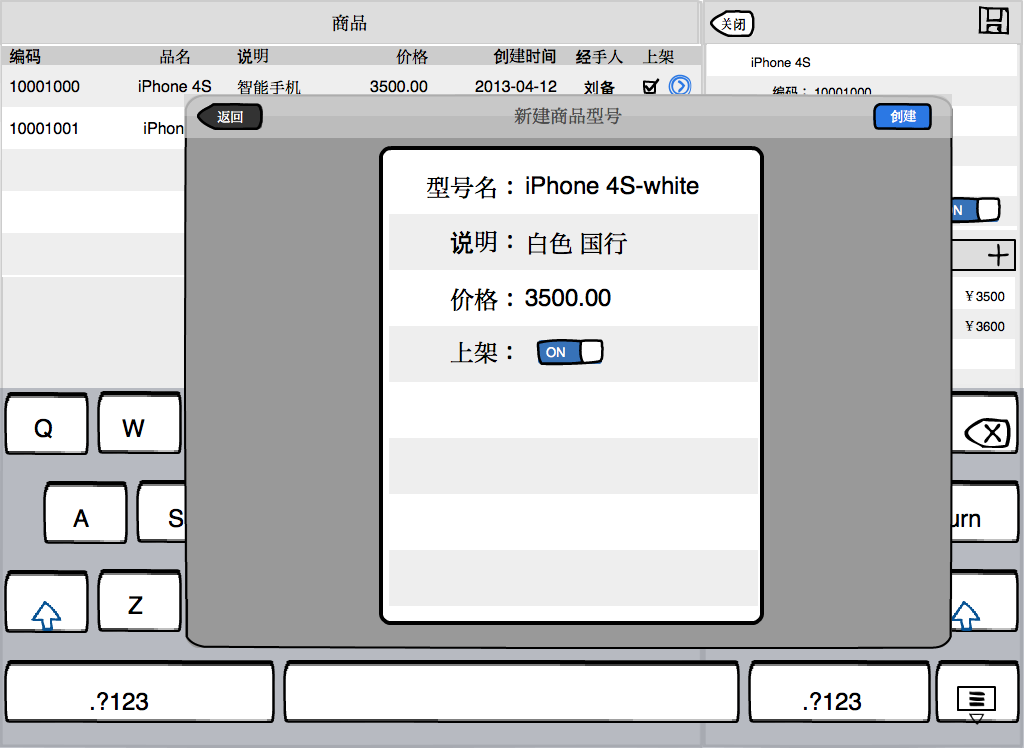 商品
关闭
编码 品名 说明 价格 创建时间 经手人 上架
iPhone 4S
10001000 iPhone 4S 智能手机 3500.00 2013-04-12 刘备
编码： 10001000
返回 新建商品型号 创建
10001001 iPhon
型号名： iPhone 4S-white
说明： 白色 国行
价格： 3500.00
¥3500
¥3600
上架： ON
Q W
A S
urn
Z
.?123 .?123